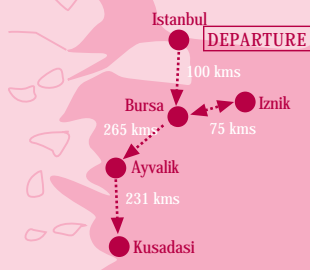 Istanbul
DEPARTURE
100 kms
Bursa
Iznik
265 kms
75 kms
Ayvalik
231 kms
Kusadasi